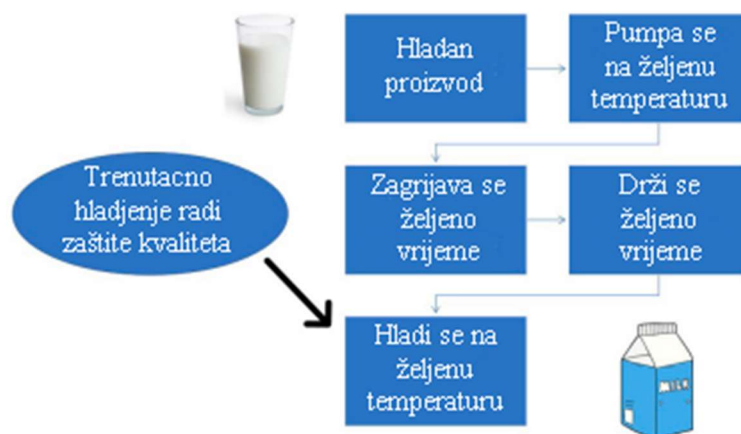 Hladan
proizvod
Pumpa se
na željenu
temperaturu
Trenutacno
hladjenje radi
zaštite kvaliteta
Zagrijava se
željeno
vrijeme
Drži se
željeno
vrijeme
Hladi se na
željenu
temperaturu
MILK